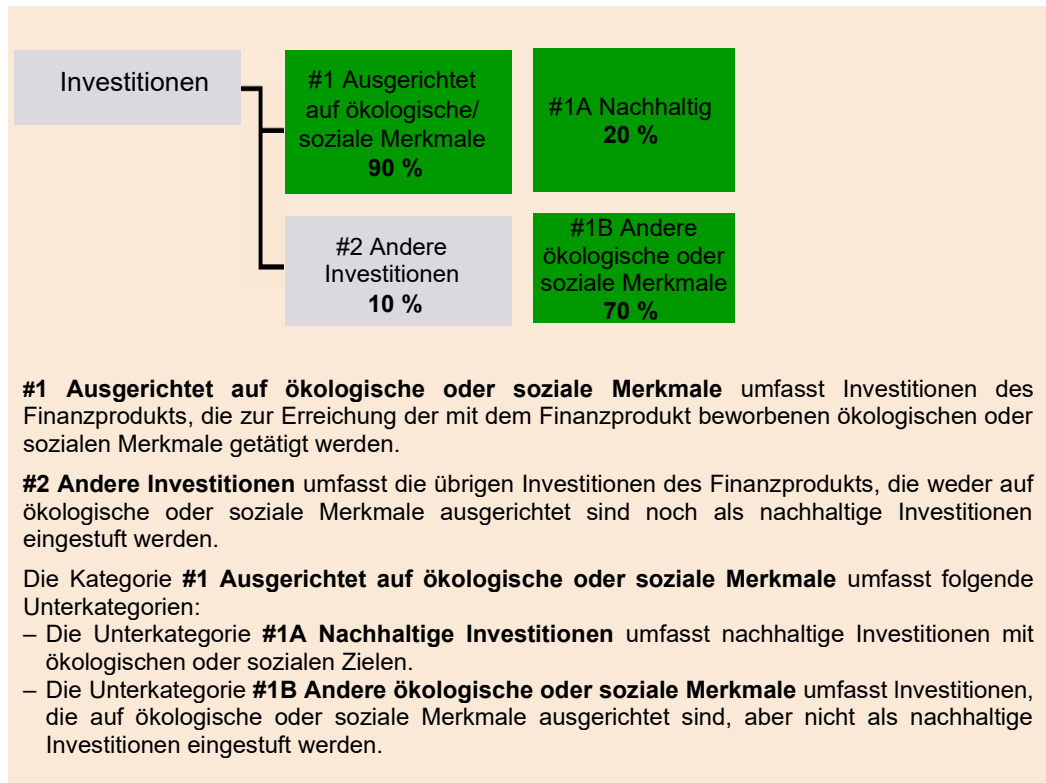 Investitionen
#1 Ausgerichtet
auf ökologische/
soziale Merkmale
90 %
#1A Nachhaltig
20 %
#2 Andere
Investitionen
10 %
#1B Andere
ökologische oder
soziale Merkmale
70 %
#1 Ausgerichtet auf ökologische oder soziale Merkmale umfasst Investitionen des
Finanzprodukts, die zur Erreichung der mit dem Finanzprodukt beworbenen ökologischen oder
sozialen Merkmale getätigt werden.
#2 Andere Investitionen umfasst die übrigen Investitionen des Finanzprodukts, die weder auf
ökologische oder soziale Merkmale ausgerichtet sind noch als nachhaltige Investitionen
eingestuft werden.
Die Kategorie #1 Ausgerichtet auf ökologische oder soziale Merkmale umfasst folgende
Unterkategorien:
– Die Unterkategorie #1A Nachhaltige Investitionen umfasst nachhaltige Investitionen mit
ökologischen oder sozialen Zielen.
– Die Unterkategorie #1B Andere ökologische oder soziale Merkmale umfasst Investitionen,
die auf ökologische oder soziale Merkmale ausgerichtet sind, aber nicht als nachhaltige
Investitionen eingestuft werden.